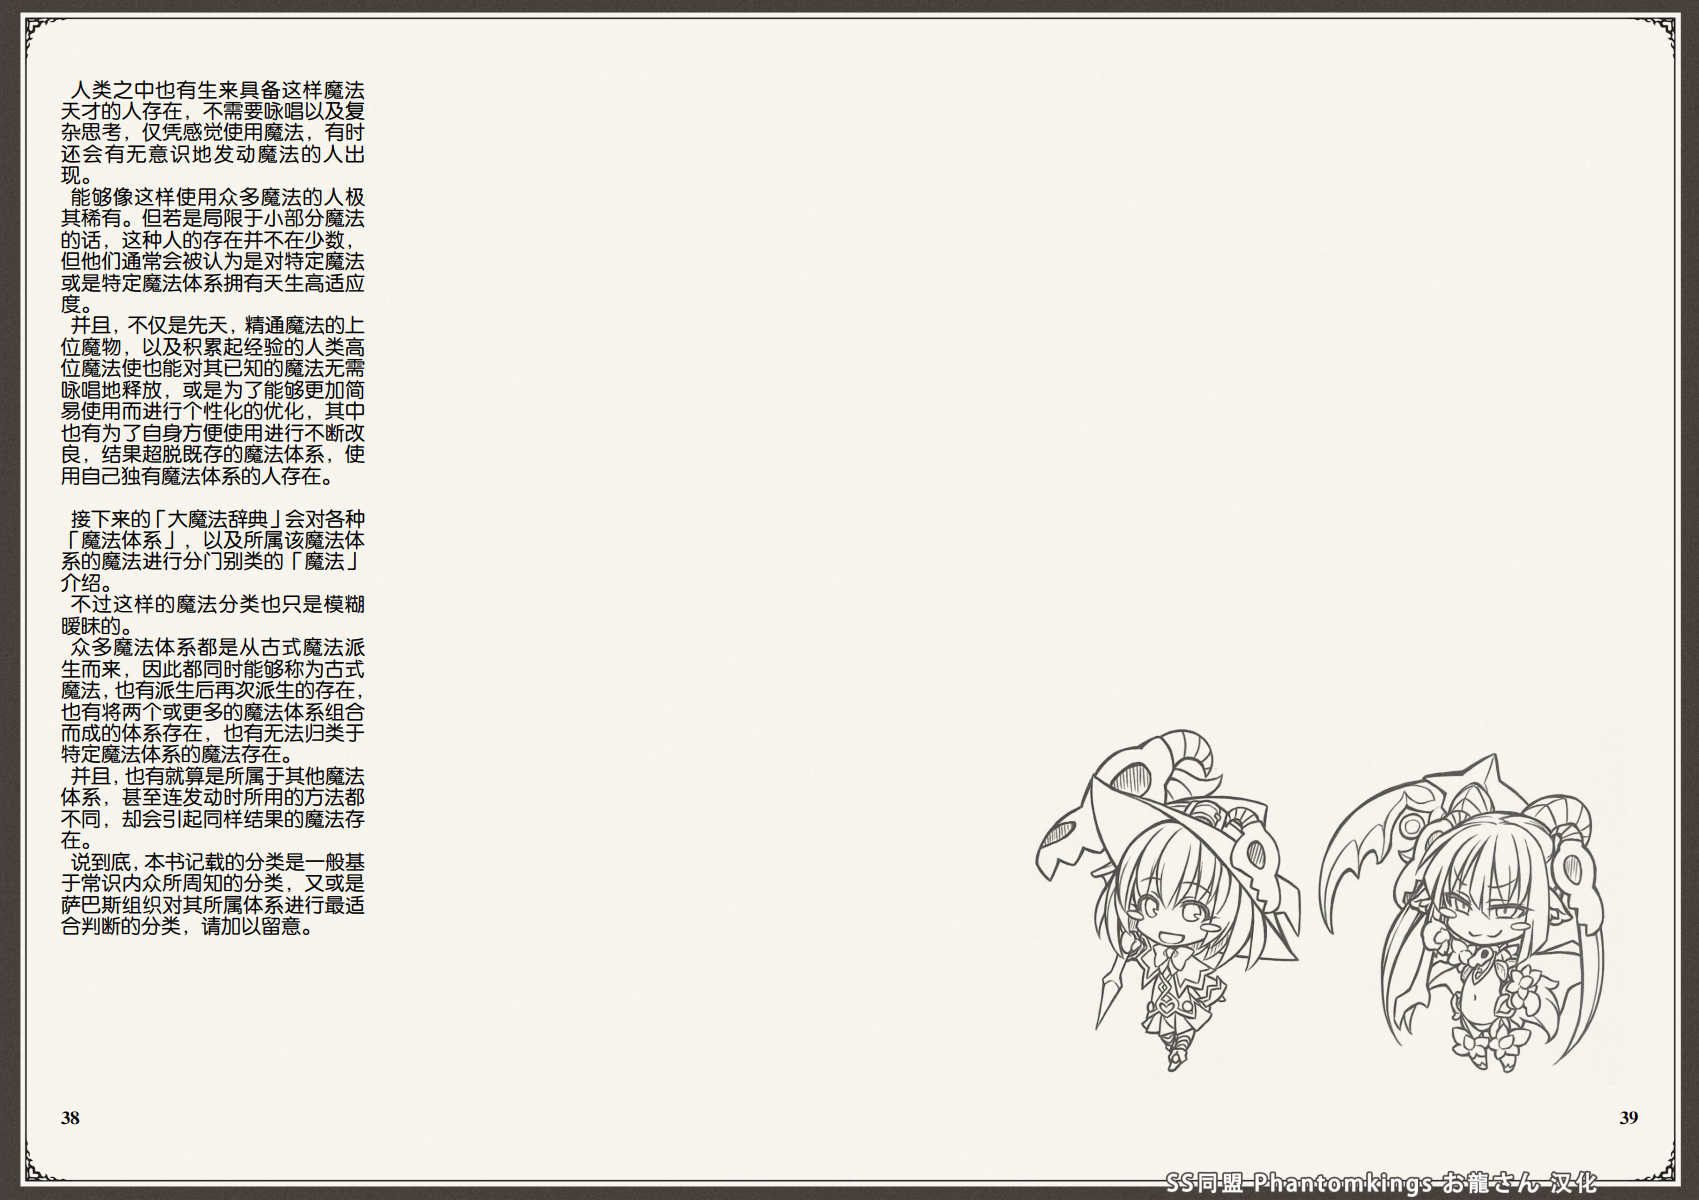 人类之中也有生来具备这样魔法
天才的人存在，不需要咏唱以及复
杂思考，仅凭感觉使用魔法，有时
还会有无意识地发动魔法的人出
现。
能够像这样使用众多魔法的人极
其稀有。但若是局限于小部分魔法
的话，这种人的存在并不在少数，
但他们通常会被认为是对特定魔法
或是特定魔法体系拥有天生高适应
度。
并且，不仅是先天，精通魔法的上
位魔物，以及积累起经验的人类高
位魔法使也能对其已知的魔法无需
咏唱地释放，或是为了能够更加简
易使用而进行个性化的优化，其中
也有为了自身方便使用进行不断改
良，结果超脱既存的魔法体系，使
用自己独有魔法体系的人存在。
接下来的「大魔法辞典」会对各种
「魔法体系」，以及所属该魔法体
系的魔法进行分门别类的「魔法」
介绍。
不过这样的魔法分类也只是模糊
暧昧的。
众多魔法体系都是从古式魔法派
生而来，因此都同时能够称为古式
魔法，也有派生后再次派生的存在，
也有将两个或更多的魔法体系组合
而成的体系存在，也有无法归类于
特定魔法体系的魔法存在。
并且，也有就算是所属于其他魔法
体系，甚至连发动时所用的方法都
不同，却会引起同样结果的魔法存
在。
说到底，本书记载的分类是一般基
于常识内众所周知的分类，又或是
萨巴斯组织对其所属体系进行最适
合判断的分类，请加以留意。
38
39
SS同盟 Phantomkings お龍さん 汉化